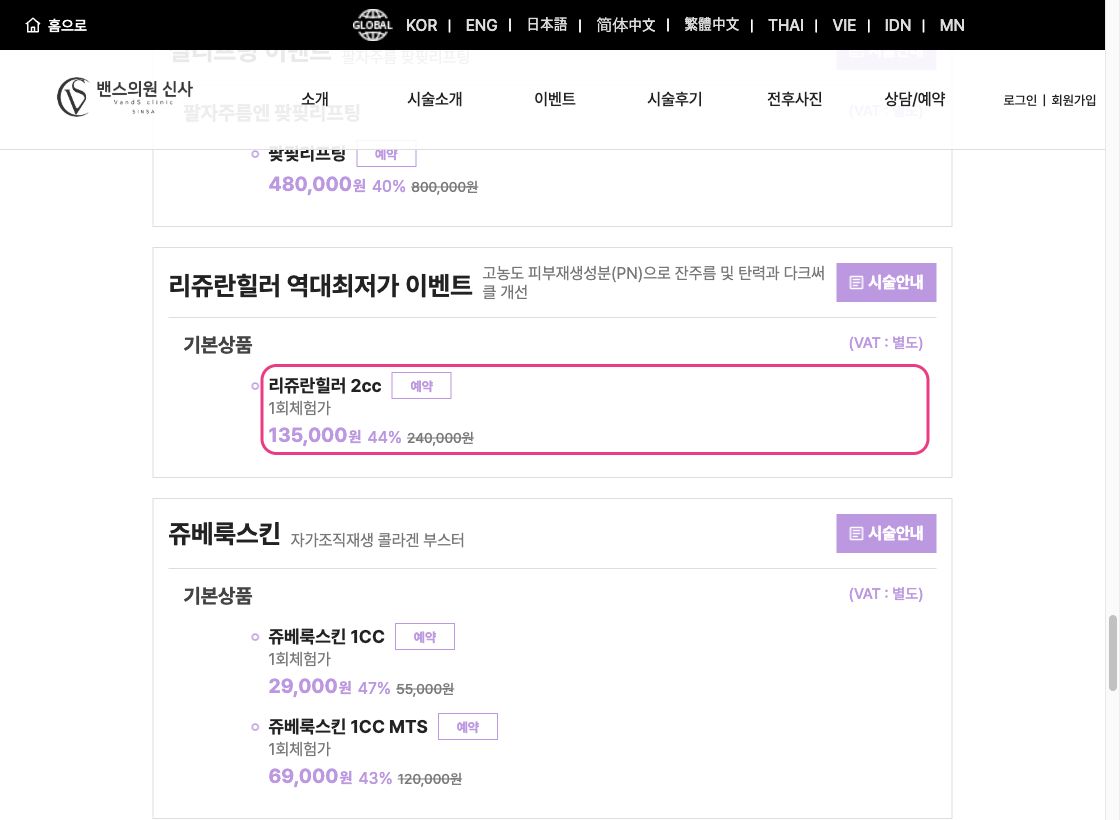 홈으로
GLOBAL KOR | ENG | 日本語 | 简体中文 | 繁體中文 | THAI | VIE | IDN | MN
밴스의원 신사
VandS clinic
SINSA
소개 시술소개 이벤트 시술후기 전후사진 상담/예약
로그인 | 회원가입
팔자주름엔 팢찢리프팅
(VAT : 별도)
팢찢리프팅 예약
480,000원 40% 800,000원
리쥬란힐러 역대최저가 이벤트
고농도 피부재생성분(PN)으로 잔주름 및 탄력과 다크써
클 개선
시술안내
기본상품
(VAT : 별도)
리쥬란힐러 2cc 예약
1회체험가
135,000원 44% 240,000원
쥬베룩스킨 자가조직재생 콜라겐 부스터
시술안내
기본상품
(VAT : 별도)
쥬베룩스킨 1CC 예약
1회체험가
29,000원 47% 55,000원
쥬베룩스킨 1CC MTS 예약
1회체험가
69,000원 43% 120,000원